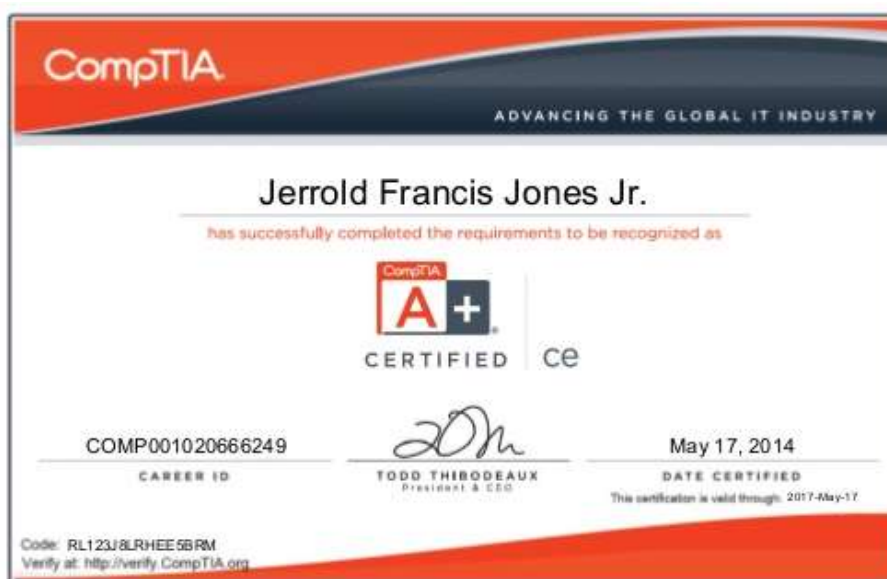 CompTIA.
ADVANCING THE GLOBAL IT INDUSTRY
Jerrold Francis Jones Jr.
has successfully completed the requirements to be recognized as
CompTIA
A+
CERTIFIED ce
COMP001020666249
CAREER ID
TODD THIBODEAUX
President & CEO
May 17, 2014
DATE CERTIFIED
This certification is valid through: 2017-May-17
Code: RL123J8LRHEE5BRM
Verify at: http://verify.CompTIA.org